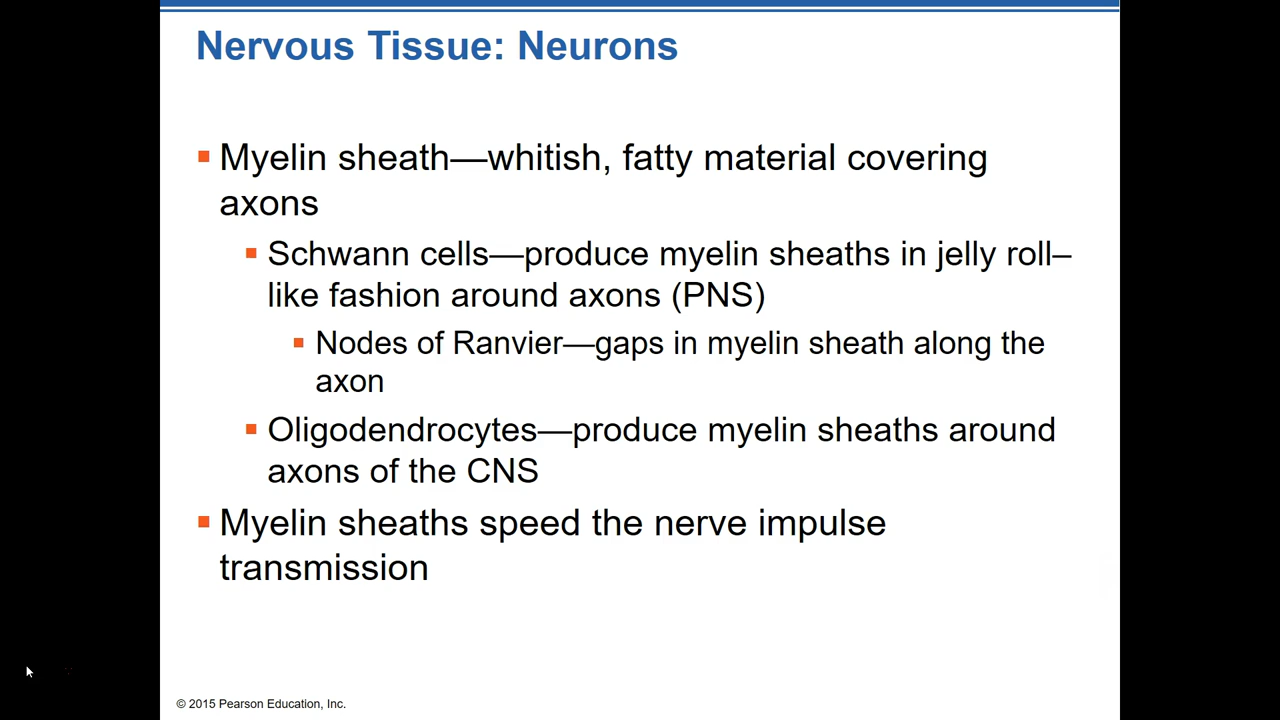 Nervous Tissue: Neurons
Myelin sheath—whitish, fatty material covering
axons
Schwann cells—produce myelin sheaths in jelly roll–
like fashion around axons (PNS)
Nodes of Ranvier—gaps in myelin sheath along the
axon
Oligodendrocytes—produce myelin sheaths around
axons of the CNS
Myelin sheaths speed the nerve impulse
transmission
© 2015 Pearson Education, Inc.